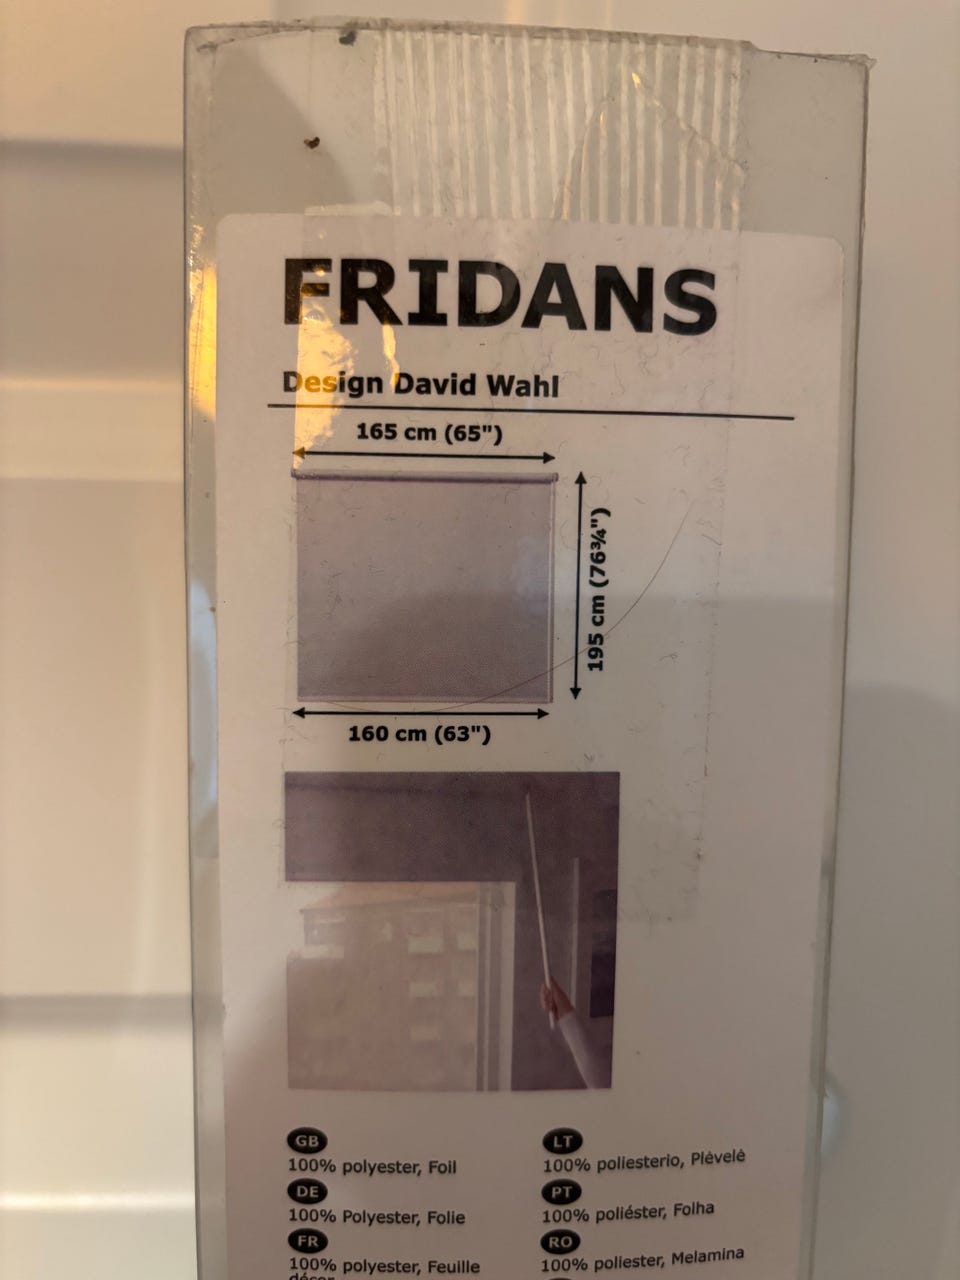 FRIDANS
Design David Wahl
165 cm (65")
195 cm (76¾")
160 cm (63")
GB
100% polyester, Foil
DE
100% Polyester, Folie
FR
100% polyester, Feuille
décor
LT
100% poliesterio, Plėvelė
PT
100% poliéster, Folha
RO
100% poliester, Melamina